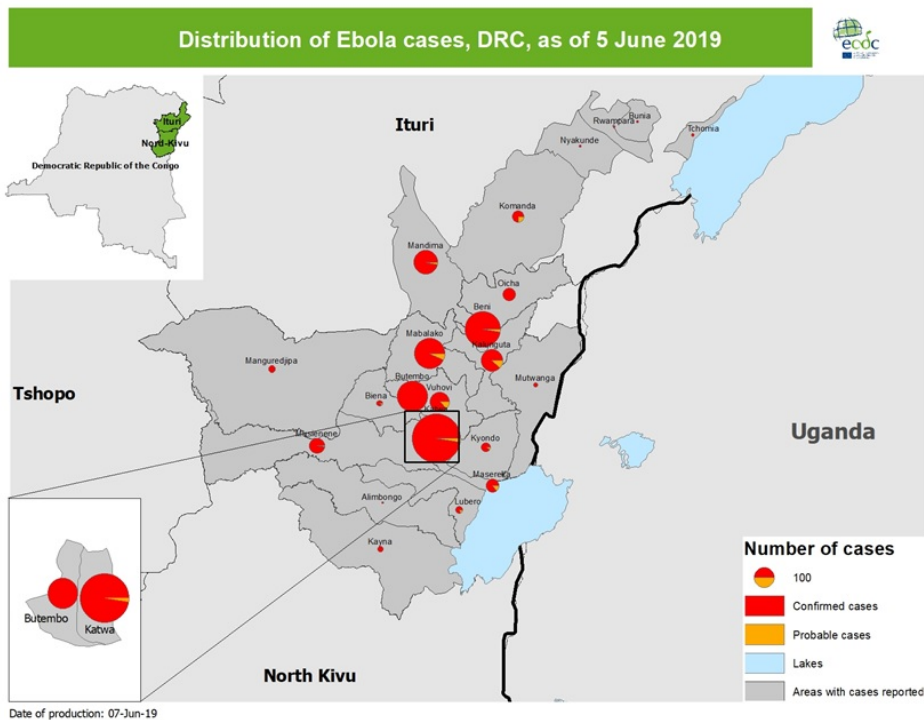 Distribution of Ebola cases, DRC, as of 5 June 2019
ecdc
Ituri
Nord-Kivu
Democratic Republic of the Congo
Ituri
Rwampara
Bunia
Nyakunde
Tchomia
Komanda
Mandima
Oicha
Beni
Mabalako
Kalunguta
Manguredjipa
Mutwanga
Tshopo
Butembo
Vuhovi
Biena
Uganda
Kyondo
Masereka
Alimbongo
Lubero
Kayna
Butembo
Katwa
North Kivu
Number of cases
100
Confirmed cases
Probable cases
Lakes
Areas with cases reported
Date of production: 07-Jun-19